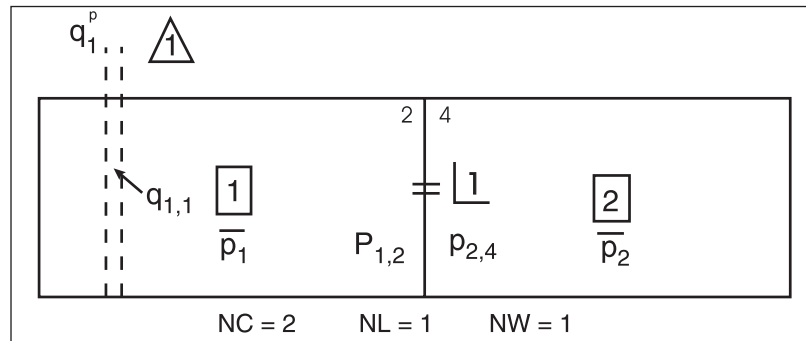 q₁ᵖ 1
2 4
q₁,₁ 1 1 2
p̅₁ P₁,₂ p₂,₄ p̅₂
NC = 2 NL = 1 NW = 1